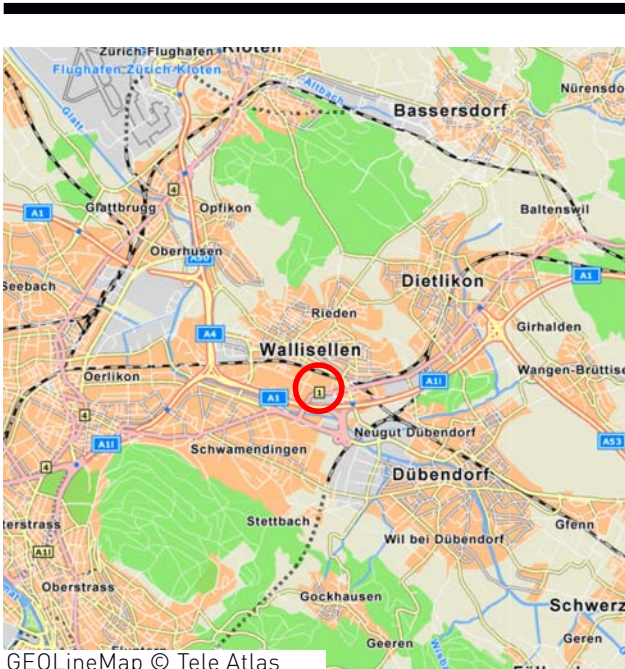 Zürich-Flughafen
Kloten
Flughafen Zürich-Kloten
Altbach
Nürensdo
Bassersdorf
Glatt
4
A1
Glattbrugg
Opfikon
Baltenswil
Oberhusen
A50
Dietlikon
A1
Seebach
Rieden
A4
Girhalden
Wallisellen
Oerlikon
A1
1
A1l
Wangen-Brüttise
4
A1l
Neugut Dübendorf
A53
Schwamendingen
4
Dübendorf
Stettbach
terstrass
Gfenn
A1l
Wil bei Dübendorf
Oberstrass
Gockhausen
Schwerz
mat
Geeren
Geren
GEOLineMap © Tele Atlas